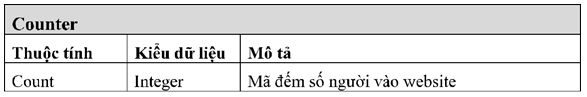 Counter
Thuộc tính Kiểu dữ liệu Mô tả
Count Integer Mã đếm số người vào website